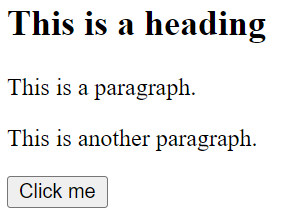 This is a heading
This is a paragraph.
This is another paragraph.
Click me